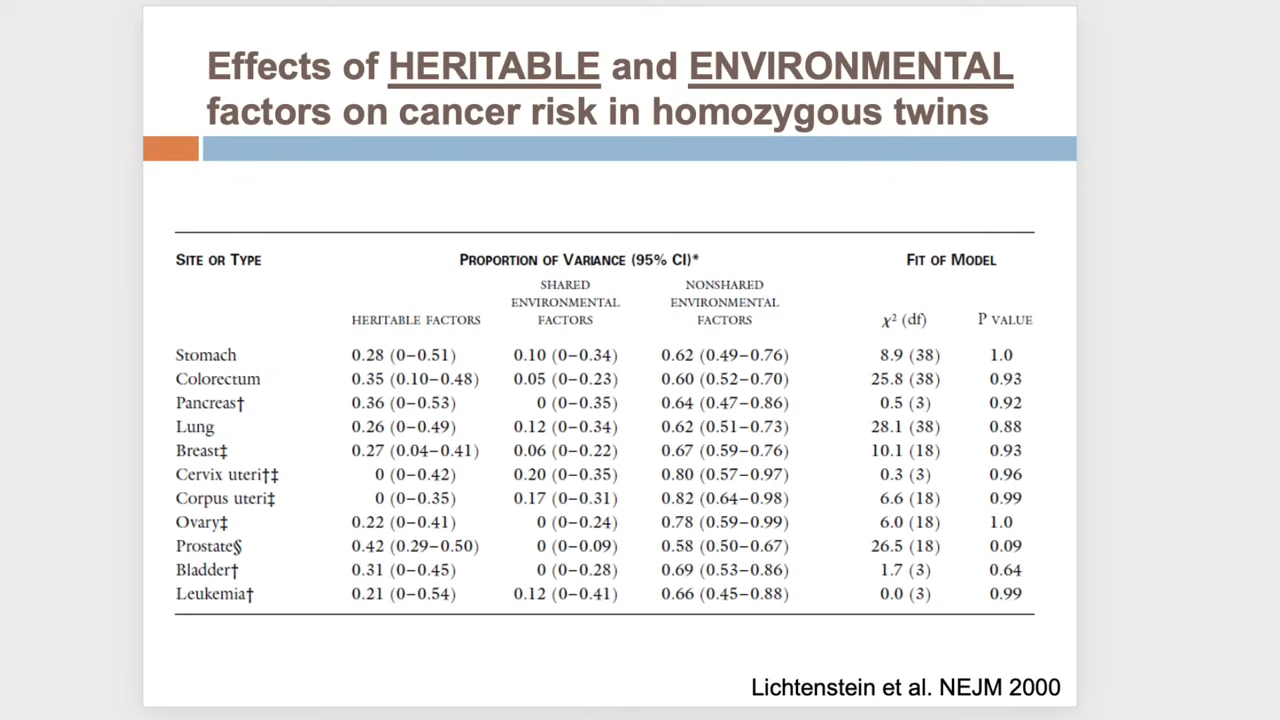 Effects of HERITABLE and ENVIRONMENTAL
factors on cancer risk in homozygous twins
SITE OR TYPE PROPORTION OF VARIANCE (95% CI)* FIT OF MODEL
HERITABLE FACTORS SHARED ENVIRONMENTAL FACTORS NONSHARED ENVIRONMENTAL FACTORS χ² (df) P VALUE
Stomach 0.28 (0–0.51) 0.10 (0–0.34) 0.62 (0.49–0.76) 8.9 (38) 1.0
Colorectum 0.35 (0.10–0.48) 0.05 (0–0.23) 0.60 (0.52–0.70) 25.8 (38) 0.93
Pancreas† 0.36 (0–0.53) 0 (0–0.35) 0.64 (0.47–0.86) 0.5 (3) 0.92
Lung 0.26 (0–0.49) 0.12 (0–0.34) 0.62 (0.51–0.73) 28.1 (38) 0.88
Breast‡ 0.27 (0.04–0.41) 0.06 (0–0.22) 0.67 (0.59–0.76) 10.1 (18) 0.93
Cervix uteri†‡ 0 (0–0.42) 0.20 (0–0.35) 0.80 (0.57–0.97) 0.3 (3) 0.96
Corpus uteri‡ 0 (0–0.35) 0.17 (0–0.31) 0.82 (0.64–0.98) 6.6 (18) 0.99
Ovary‡ 0.22 (0–0.41) 0 (0–0.24) 0.78 (0.59–0.99) 6.0 (18) 1.0
Prostate§ 0.42 (0.29–0.50) 0 (0–0.09) 0.58 (0.50–0.67) 26.5 (18) 0.09
Bladder† 0.31 (0–0.45) 0 (0–0.28) 0.69 (0.53–0.86) 1.7 (3) 0.64
Leukemia† 0.21 (0–0.54) 0.12 (0–0.41) 0.66 (0.45–0.88) 0.0 (3) 0.99
Lichtenstein et al. NEJM 2000